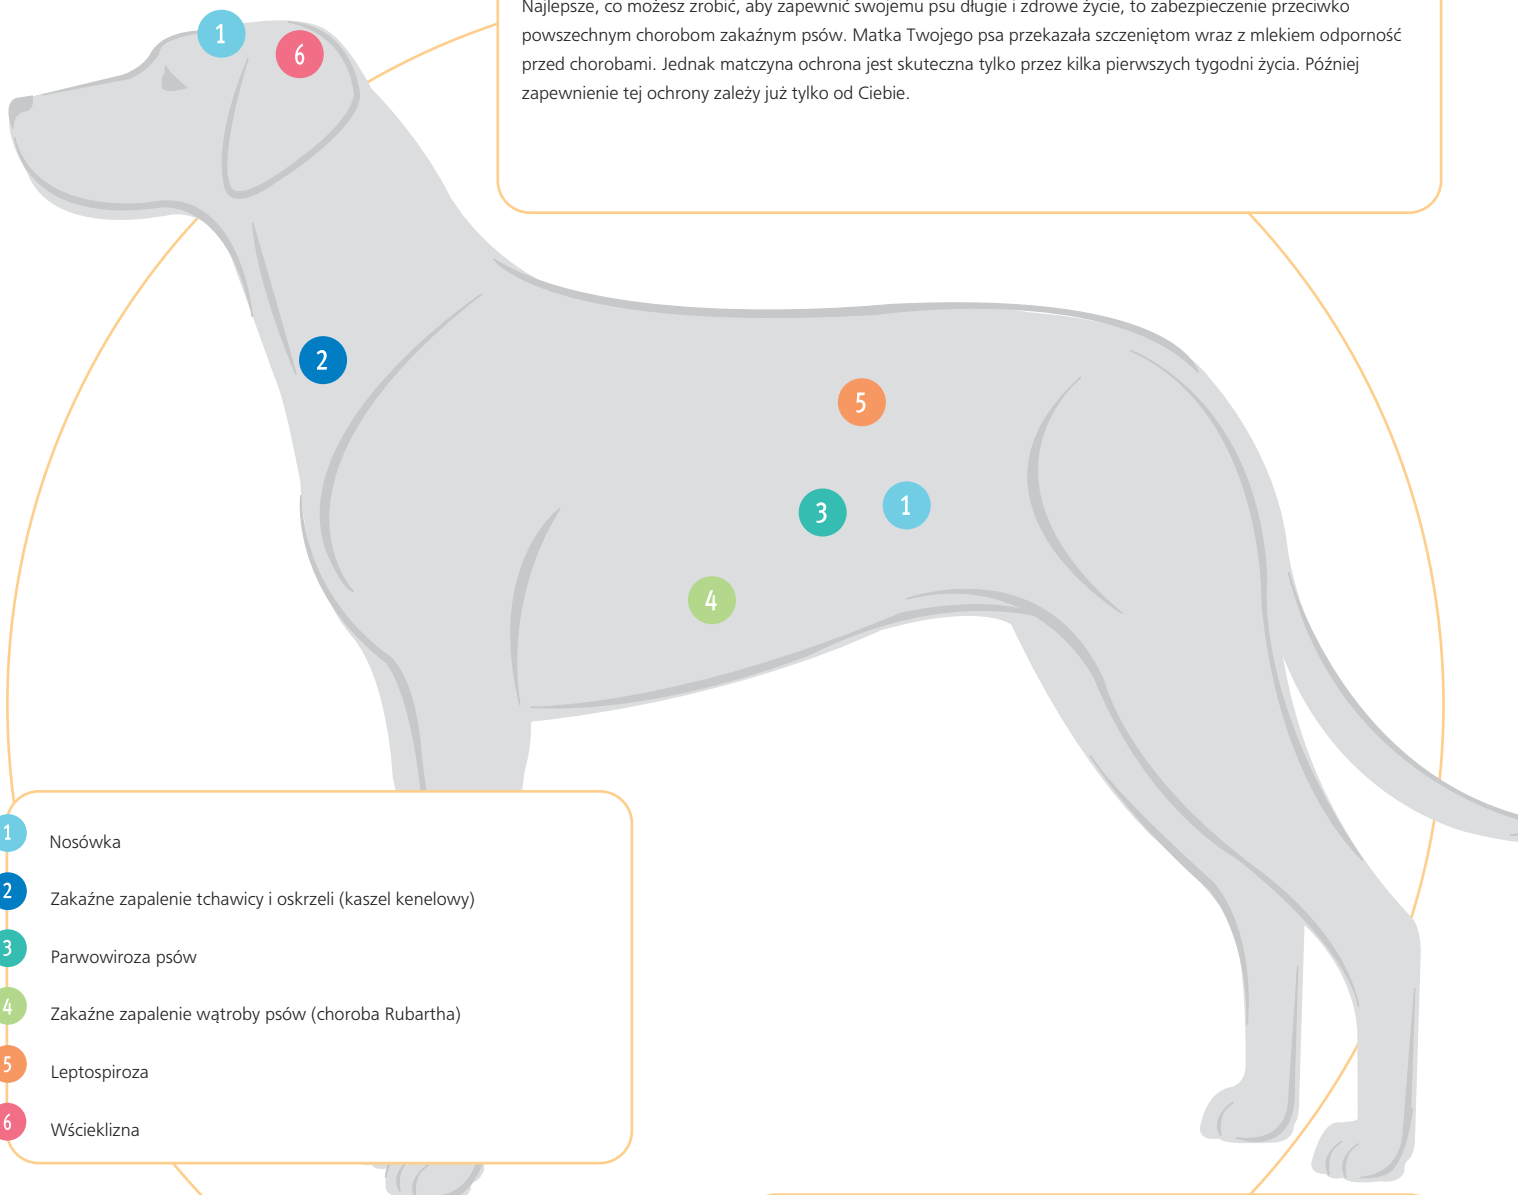 Najlepsze, co możesz zrobić, aby zapewnić swojemu psu długie i zdrowe życie, to zabezpieczenie przeciwko
powszechnym chorobom zakaźnym psów. Matka Twojego psa przekazała szczeniętom wraz z mlekiem odporność
przed chorobami. Jednak matczyna ochrona jest skuteczna tylko przez kilka pierwszych tygodni życia. Później
zapewnienie tej ochrony zależy już tylko od Ciebie.
1
6
2
5
3
1
4
1 Nosówka
2 Zakaźne zapalenie tchawicy i oskrzeli (kaszel kenelowy)
3 Parwowiroza psów
4 Zakaźne zapalenie wątroby psów (choroba Rubartha)
5 Leptospiroza
6 Wścieklizna